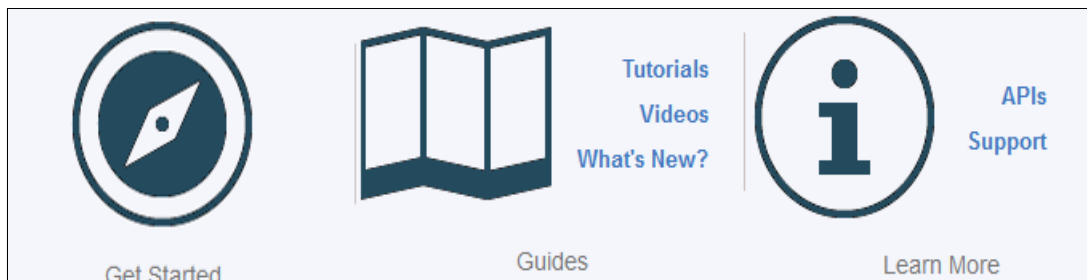 Tutorials
Videos
What's New?
APIs
Support
Get Started
Guides
Learn More